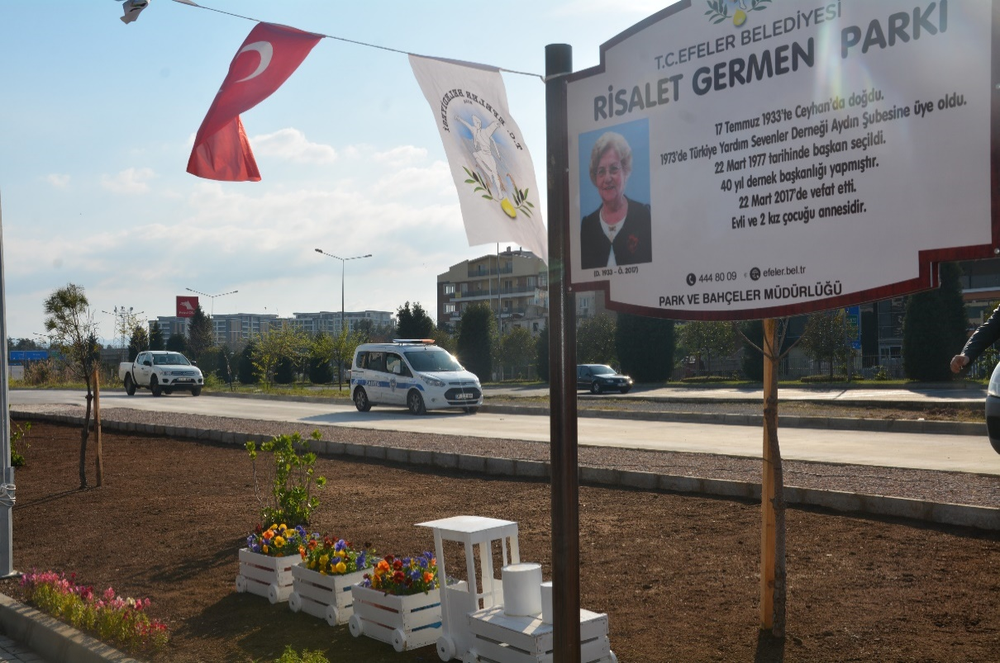 T.C.EFELER BELEDİYESİ
RİSALET GERMEN PARKI
17 Temmuz 1933'te Ceyhan'da doğdu.
1973'de Türkiye Yardım Sevenler Derneği Aydın Şubesine üye oldu.
22 Mart 1977 tarihinde başkan seçildi.
40 yıl dernek başkanlığı yapmıştır.
22 Mart 2017'de vefat etti.
Evli ve 2 kız çocuğu annesidir.
(D. 1933 - Ö. 2017)
444 80 09 efeler.bel.tr
PARK VE BAHÇELER MÜDÜRLÜĞÜ
T.C. EFELER BELEDİYESİ